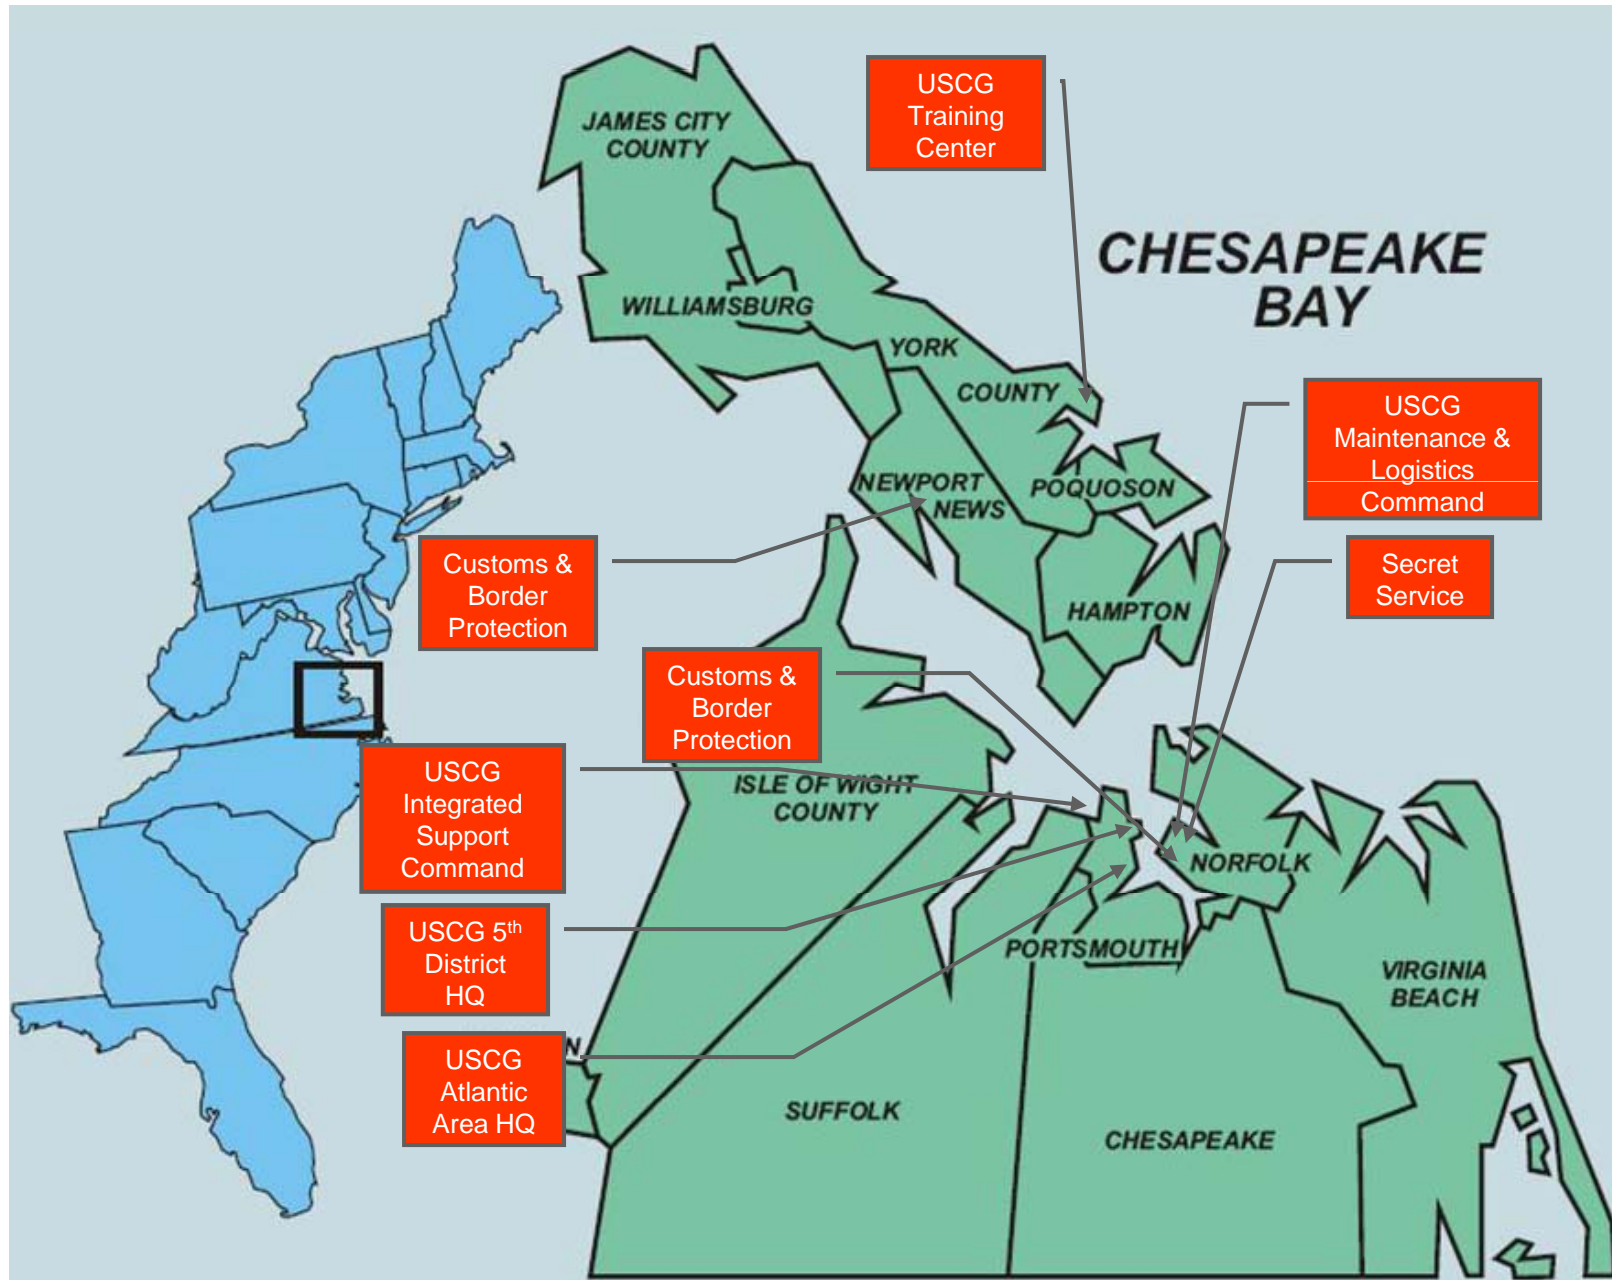 USCG
Training
Center
JAMES CITY
COUNTY
CHESAPEAKE
BAY
WILLIAMSBURG
YORK
COUNTY
USCG
Maintenance &
Logistics
Command
NEWPORT
NEWS
POQUOSON
Customs &
Border
Protection
Secret
Service
HAMPTON
Customs &
Border
Protection
USCG
Integrated
Support
Command
ISLE OF WIGHT
COUNTY
NORFOLK
USCG 5th
District
HQ
PORTSMOUTH
VIRGINIA
BEACH
USCG
Atlantic
Area HQ
N
SUFFOLK
CHESAPEAKE